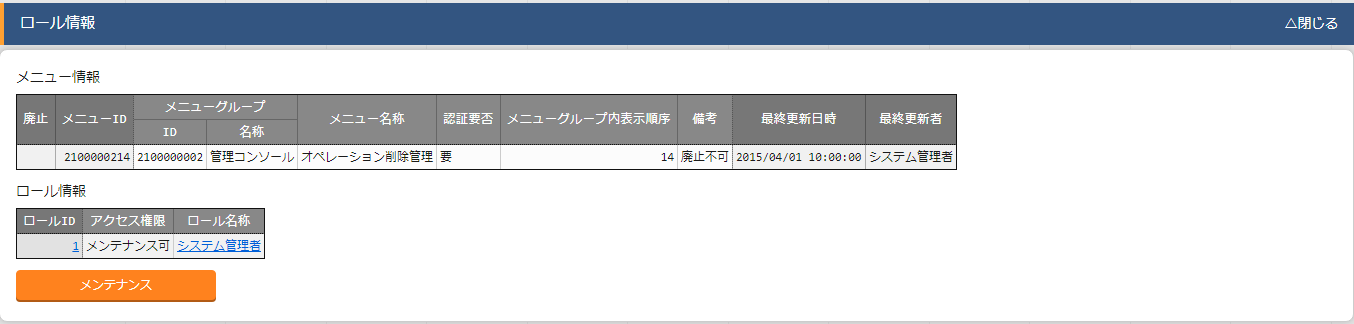 ロール情報 △閉じる
メニュー情報
廃止 メニューID メニューグループ メニュー名称 認証要否 メニューグループ内表示順序 備考 最終更新日時 最終更新者
ID 名称
2100000214 2100000002 管理コンソール オペレーション削除管理 要 14 廃止不可 2015/04/01 10:00:00 システム管理者
ロール情報
ロールID アクセス権限 ロール名称
1 メンテナンス可 システム管理者
メンテナンス